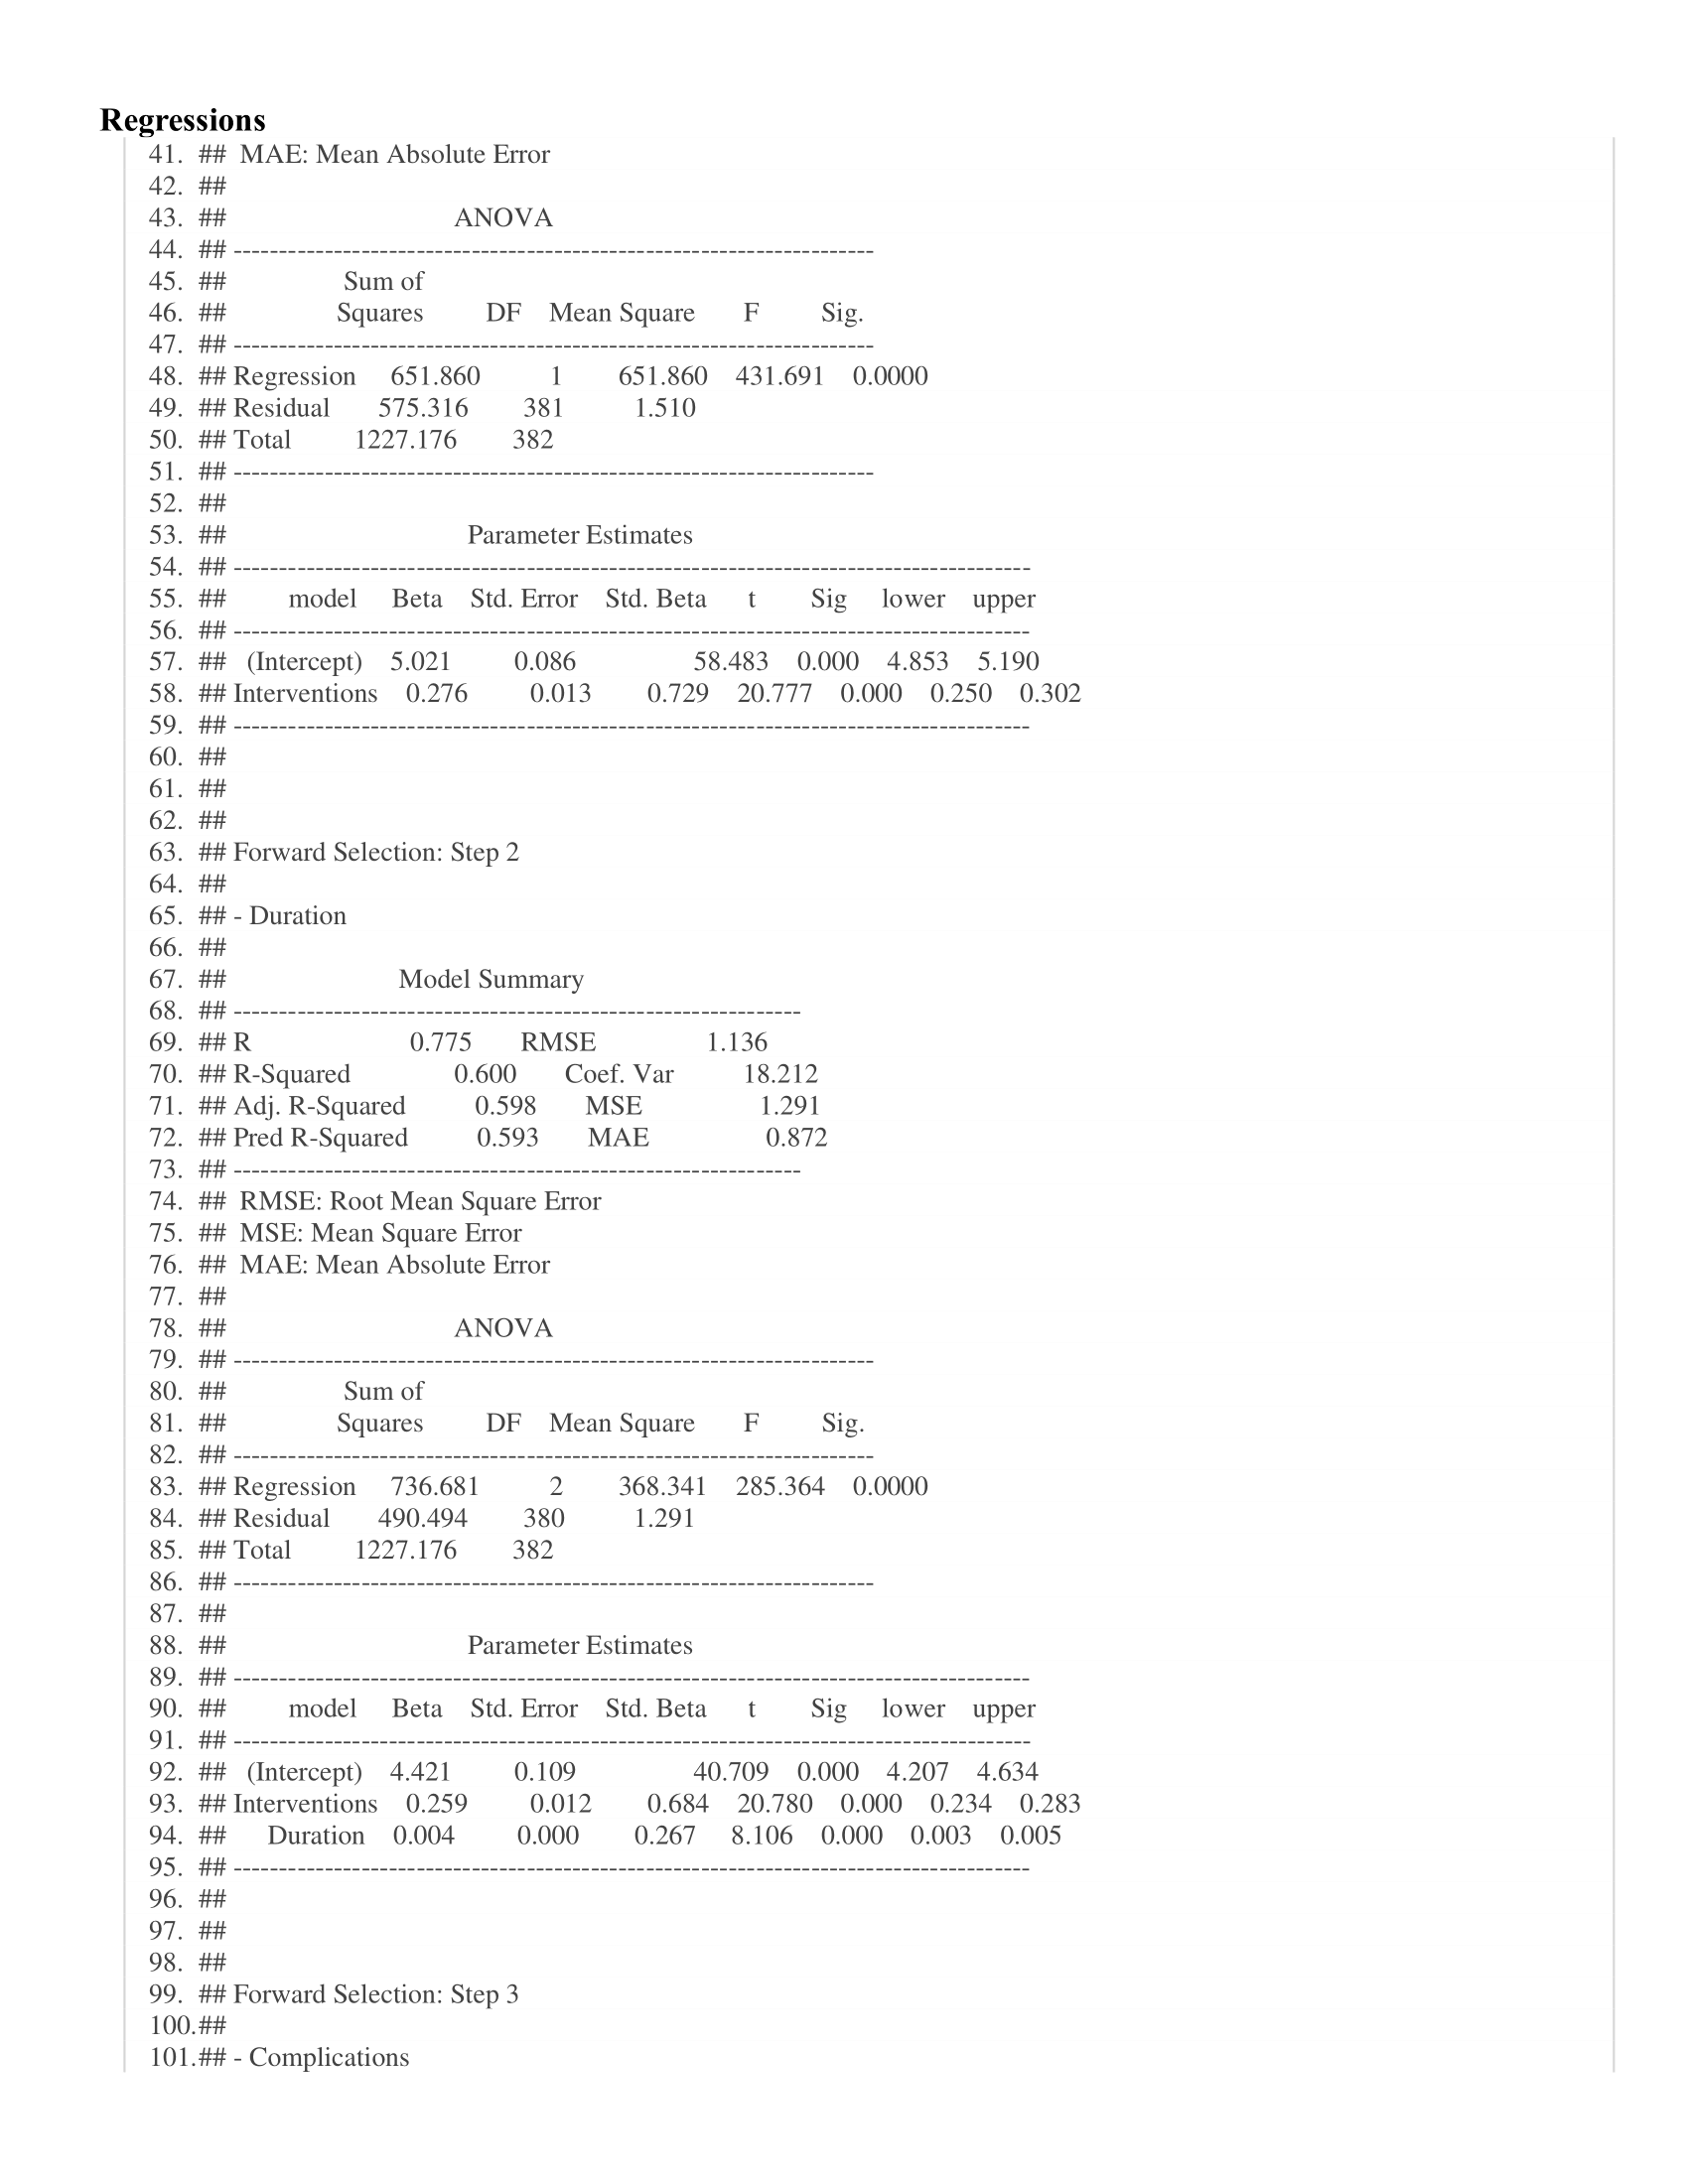 Regressions
41. ## MAE: Mean Absolute Error
42. ##
43. ## ANOVA
44. ## ----------------------------------------------------------------------
45. ## Sum of
46. ## Squares DF Mean Square F Sig.
47. ## ----------------------------------------------------------------------
48. ## Regression 651.860 1 651.860 431.691 0.0000
49. ## Residual 575.316 381 1.510
50. ## Total 1227.176 382
51. ## ----------------------------------------------------------------------
52. ##
53. ## Parameter Estimates
54. ## ---------------------------------------------------------------------------------------
55. ## model Beta Std. Error Std. Beta t Sig lower upper
56. ## ---------------------------------------------------------------------------------------
57. ## (Intercept) 5.021 0.086 58.483 0.000 4.853 5.190
58. ## Interventions 0.276 0.013 0.729 20.777 0.000 0.250 0.302
59. ## ---------------------------------------------------------------------------------------
60. ##
61. ##
62. ##
63. ## Forward Selection: Step 2
64. ##
65. ## - Duration
66. ##
67. ## Model Summary
68. ## --------------------------------------------------------------
69. ## R 0.775 RMSE 1.136
70. ## R-Squared 0.600 Coef. Var 18.212
71. ## Adj. R-Squared 0.598 MSE 1.291
72. ## Pred R-Squared 0.593 MAE 0.872
73. ## --------------------------------------------------------------
74. ## RMSE: Root Mean Square Error
75. ## MSE: Mean Square Error
76. ## MAE: Mean Absolute Error
77. ##
78. ## ANOVA
79. ## ----------------------------------------------------------------------
80. ## Sum of
81. ## Squares DF Mean Square F Sig.
82. ## ----------------------------------------------------------------------
83. ## Regression 736.681 2 368.341 285.364 0.0000
84. ## Residual 490.494 380 1.291
85. ## Total 1227.176 382
86. ## ----------------------------------------------------------------------
87. ##
88. ## Parameter Estimates
89. ## ---------------------------------------------------------------------------------------
90. ## model Beta Std. Error Std. Beta t Sig lower upper
91. ## ---------------------------------------------------------------------------------------
92. ## (Intercept) 4.421 0.109 40.709 0.000 4.207 4.634
93. ## Interventions 0.259 0.012 0.684 20.780 0.000 0.234 0.283
94. ## Duration 0.004 0.000 0.267 8.106 0.000 0.003 0.005
95. ## ---------------------------------------------------------------------------------------
96. ##
97. ##
98. ##
99. ## Forward Selection: Step 3
100.##
101.## - Complications